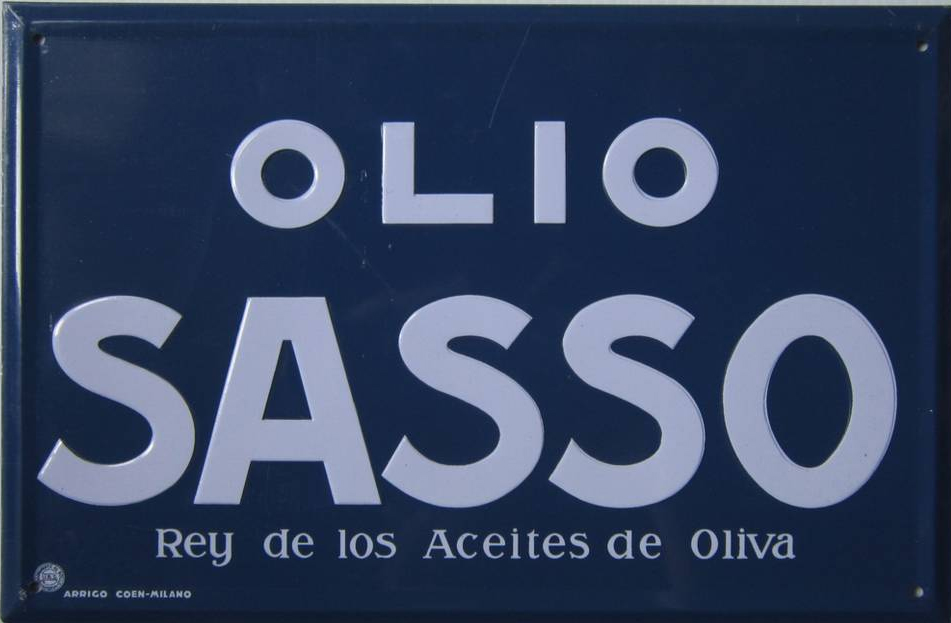 OLIO
SASSO
Rey de los Aceites de Oliva
ARRIGO COEN-MILANO